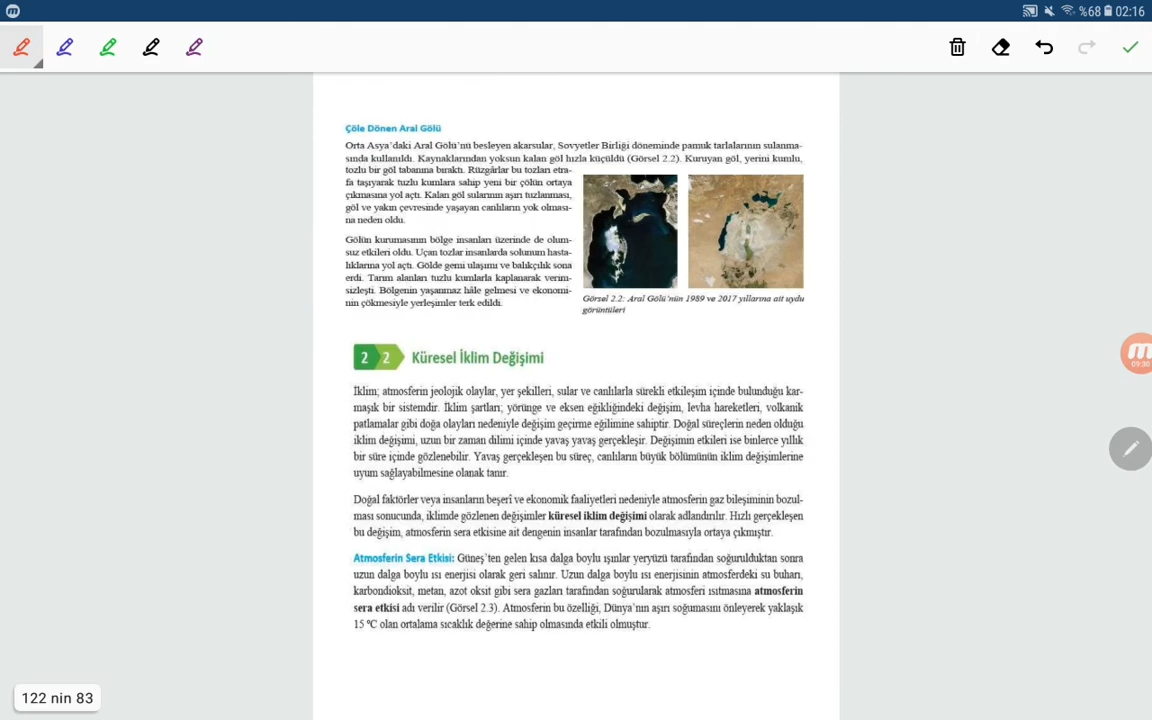 %68 02:16
Çöle Dönen Aral Gölü
Orta Asya'daki Aral Gölü'nü besleyen akarsular, Sovyetler Birliği döneminde pamuk tarlalarının sulanma-
sında kullanıldı. Kaynaklarından yoksun kalan göl hızla küçüldü (Görsel 2.2). Kuruyan göl, yerini kumlu,
tozlu bir göl tabanına bıraktı. Rüzgârlar bu tozları etra-
fa taşıyarak tuzlu kumlara sahip yeni bir çölün ortaya
çıkmasına yol açtı. Kalan göl sularının aşırı tuzlanması,
göl ve yakın çevresinde yaşayan canlıların yok olması-
na neden oldu.
Gölün kurumasının bölge insanları üzerinde de olum-
suz etkileri oldu. Uçan tozlar insanlarda solunum hasta-
lıklarına yol açtı. Gölde gemi ulaşımı ve balıkçılık sona
erdi. Tarım alanları tuzlu kumlarla kaplanarak verim-
sizleşti. Bölgenin yaşanmaz hâle gelmesi ve ekonomi-
nin çökmesiyle yerleşimler terk edildi.
Görsel 2.2: Aral Gölü'nün 1989 ve 2017 yıllarına ait uydu
görüntüleri
2 2 Küresel İklim Değişimi
İklim; atmosferin jeolojik olaylar, yer şekilleri, sular ve canlılarla sürekli etkileşim içinde bulunduğu kar-
maşık bir sistemdir. İklim şartları; yörünge ve eksen eğikliğindeki değişim, levha hareketleri, volkanik
patlamalar gibi doğa olayları nedeniyle değişim geçirme eğilimine sahiptir. Doğal süreçlerin neden olduğu
iklim değişimi, uzun bir zaman dilimi içinde yavaş yavaş gerçekleşir. Değişimin etkileri ise binlerce yıllık
bir süre içinde gözlenebilir. Yavaş gerçekleşen bu süreç, canlıların büyük bölümünün iklim değişimlerine
uyum sağlayabilmesine olanak tanır.
Doğal faktörler veya insanların beşerî ve ekonomik faaliyetleri nedeniyle atmosferin gaz bileşiminin bozul-
ması sonucunda, iklimde gözlenen değişimler küresel iklim değişimi olarak adlandırılır. Hızlı gerçekleşen
bu değişim, atmosferin sera etkisine ait dengenin insanlar tarafından bozulmasıyla ortaya çıkmıştır.
Atmosferin Sera Etkisi: Güneş'ten gelen kısa dalga boylu ışınlar yeryüzü tarafından soğurulduktan sonra
uzun dalga boylu ısı enerjisi olarak geri salınır. Uzun dalga boylu ısı enerjisinin atmosferdeki su buharı,
karbondioksit, metan, azot oksit gibi sera gazları tarafından soğurularak atmosferi ısıtmasına atmosferin
sera etkisi adı verilir (Görsel 2.3). Atmosferin bu özelliği, Dünya'nın aşırı soğumasını önleyerek yaklaşık
15 ºC olan ortalama sıcaklık değerine sahip olmasında etkili olmuştur.
09:30
122 nin 83